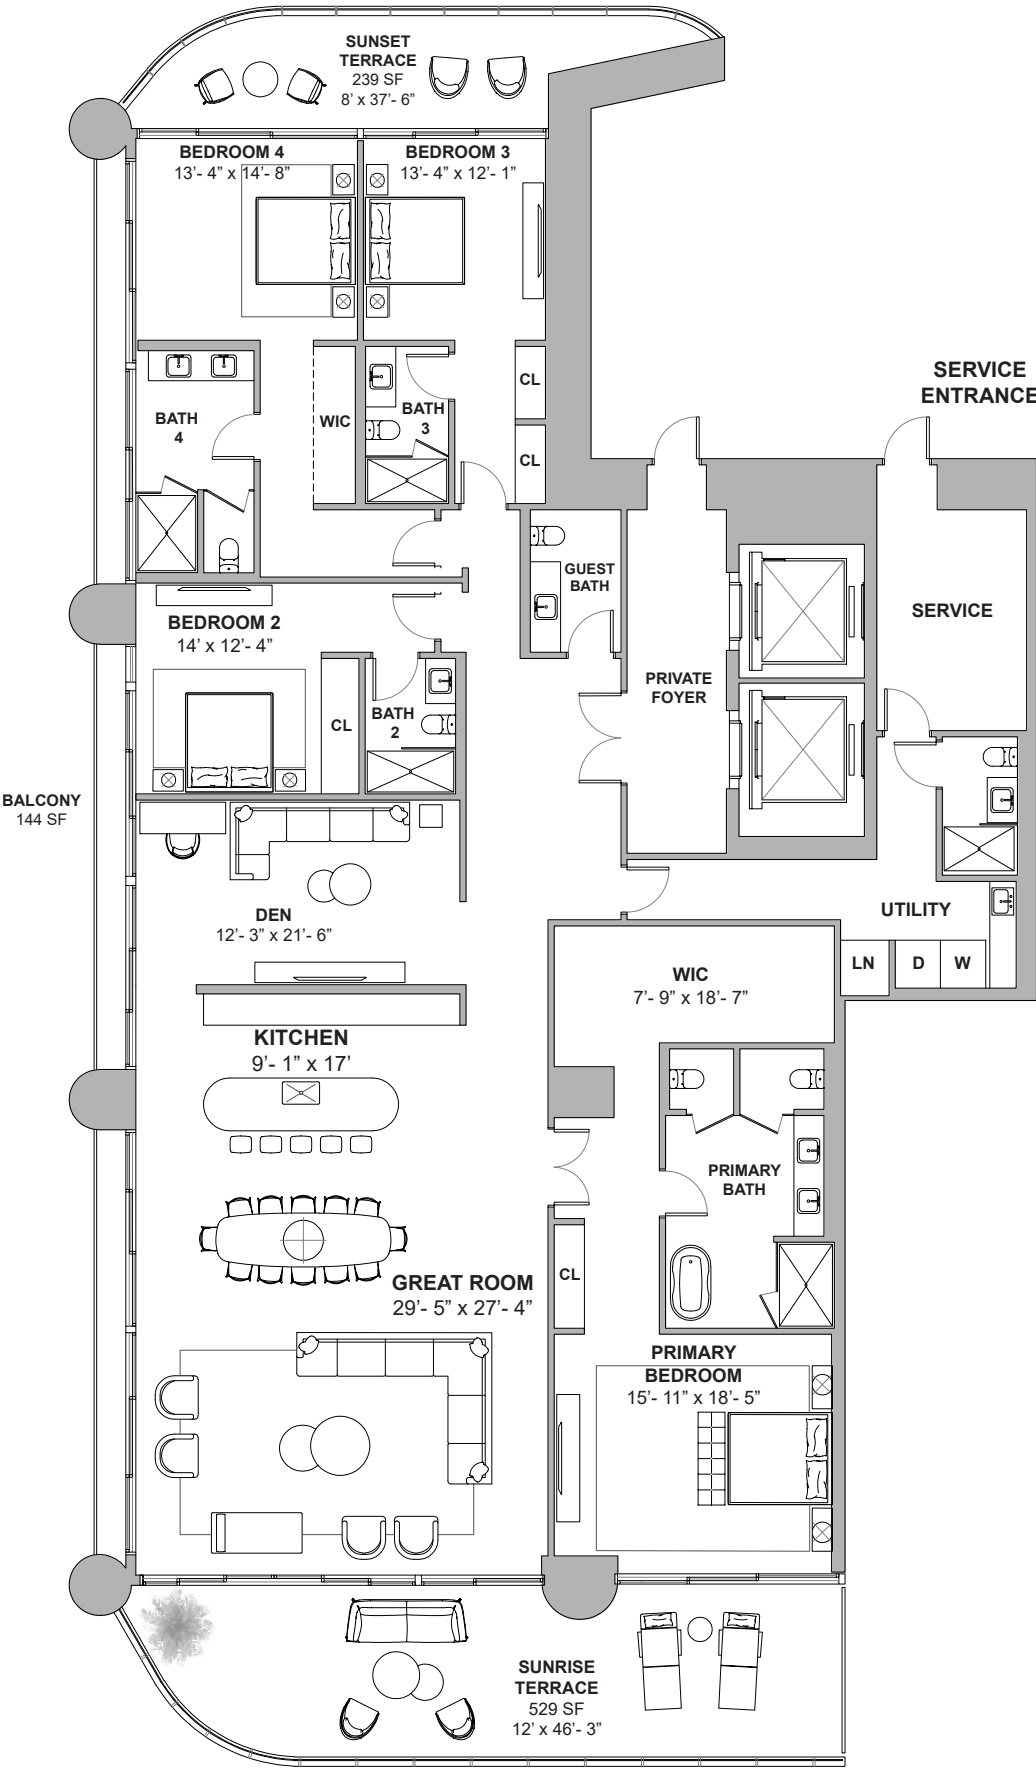 SUNSET
TERRACE
239 SF
8’ x 37’- 6”
BEDROOM 4
13’- 4” x 14’- 8”
BEDROOM 3
13’- 4” x 12’- 1”
SERVICE
ENTRANCE
CL
BATH
4
WIC
BATH
3
CL
GUEST
BATH
SERVICE
BEDROOM 2
14’ x 12’- 4”
PRIVATE
FOYER
CL
BATH
2
BALCONY
144 SF
DEN
12’- 3” x 21’- 6”
UTILITY
LN
D
W
WIC
7’- 9” x 18’- 7”
KITCHEN
9’- 1” x 17’
PRIMARY
BATH
CL
GREAT ROOM
29’- 5” x 27’- 4”
PRIMARY
BEDROOM
15’- 11” x 18’- 5”
SUNRISE
TERRACE
529 SF
12’ x 46’- 3”